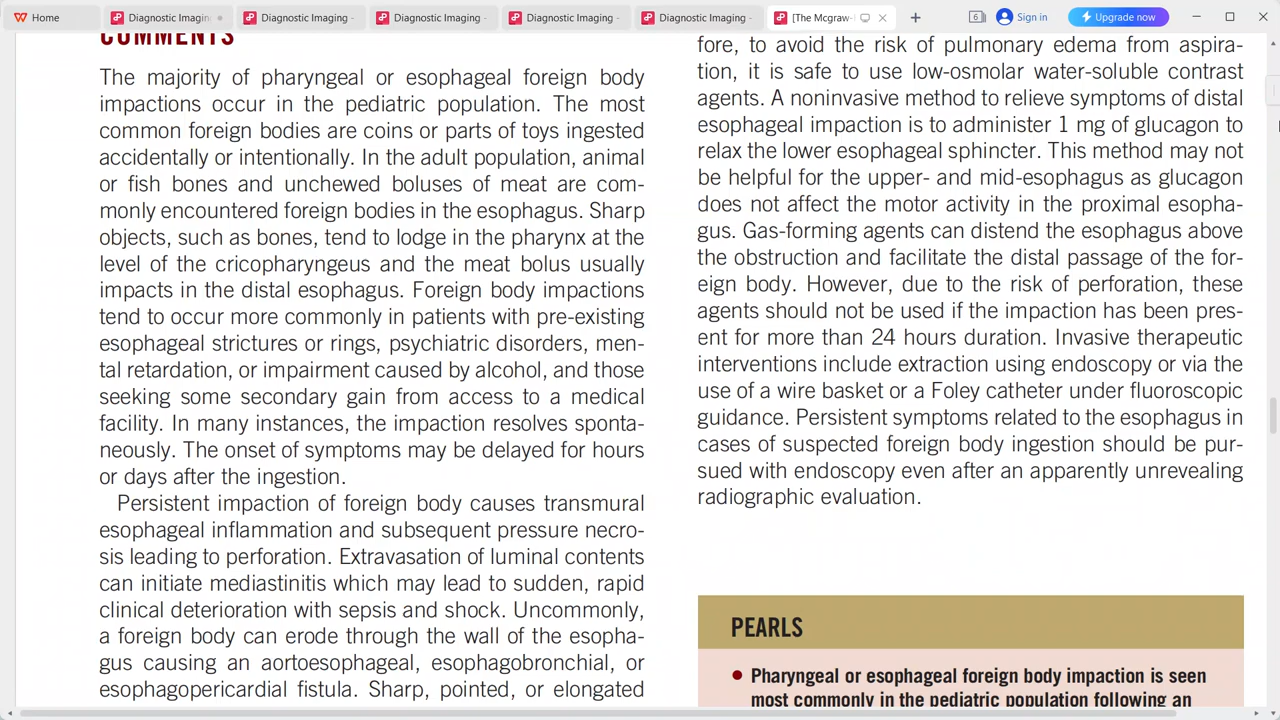 Home
Diagnostic Imagin
Diagnostic Imaging -
Diagnostic Imaging -
Diagnostic Imaging -
Diagnostic Imaging -
[The Mcgraw-
6
Sign in
Upgrade now
COMMENTS
The majority of pharyngeal or esophageal foreign body
impactions occur in the pediatric population. The most
common foreign bodies are coins or parts of toys ingested
accidentally or intentionally. In the adult population, animal
or fish bones and unchewed boluses of meat are com-
monly encountered foreign bodies in the esophagus. Sharp
objects, such as bones, tend to lodge in the pharynx at the
level of the cricopharyngeus and the meat bolus usually
impacts in the distal esophagus. Foreign body impactions
tend to occur more commonly in patients with pre-existing
esophageal strictures or rings, psychiatric disorders, men-
tal retardation, or impairment caused by alcohol, and those
seeking some secondary gain from access to a medical
facility. In many instances, the impaction resolves sponta-
neously. The onset of symptoms may be delayed for hours
or days after the ingestion.
Persistent impaction of foreign body causes transmural
esophageal inflammation and subsequent pressure necro-
sis leading to perforation. Extravasation of luminal contents
can initiate mediastinitis which may lead to sudden, rapid
clinical deterioration with sepsis and shock. Uncommonly,
a foreign body can erode through the wall of the esopha-
gus causing an aortoesophageal, esophagobronchial, or
esophagopericardial fistula. Sharp, pointed, or elongated
fore, to avoid the risk of pulmonary edema from aspira-
tion, it is safe to use low-osmolar water-soluble contrast
agents. A noninvasive method to relieve symptoms of distal
esophageal impaction is to administer 1 mg of glucagon to
relax the lower esophageal sphincter. This method may not
be helpful for the upper- and mid-esophagus as glucagon
does not affect the motor activity in the proximal esopha-
gus. Gas-forming agents can distend the esophagus above
the obstruction and facilitate the distal passage of the for-
eign body. However, due to the risk of perforation, these
agents should not be used if the impaction has been pres-
ent for more than 24 hours duration. Invasive therapeutic
interventions include extraction using endoscopy or via the
use of a wire basket or a Foley catheter under fluoroscopic
guidance. Persistent symptoms related to the esophagus in
cases of suspected foreign body ingestion should be pur-
sued with endoscopy even after an apparently unrevealing
radiographic evaluation.
PEARLS
Pharyngeal or esophageal foreign body impaction is seen
most commonly in the pediatric population following an